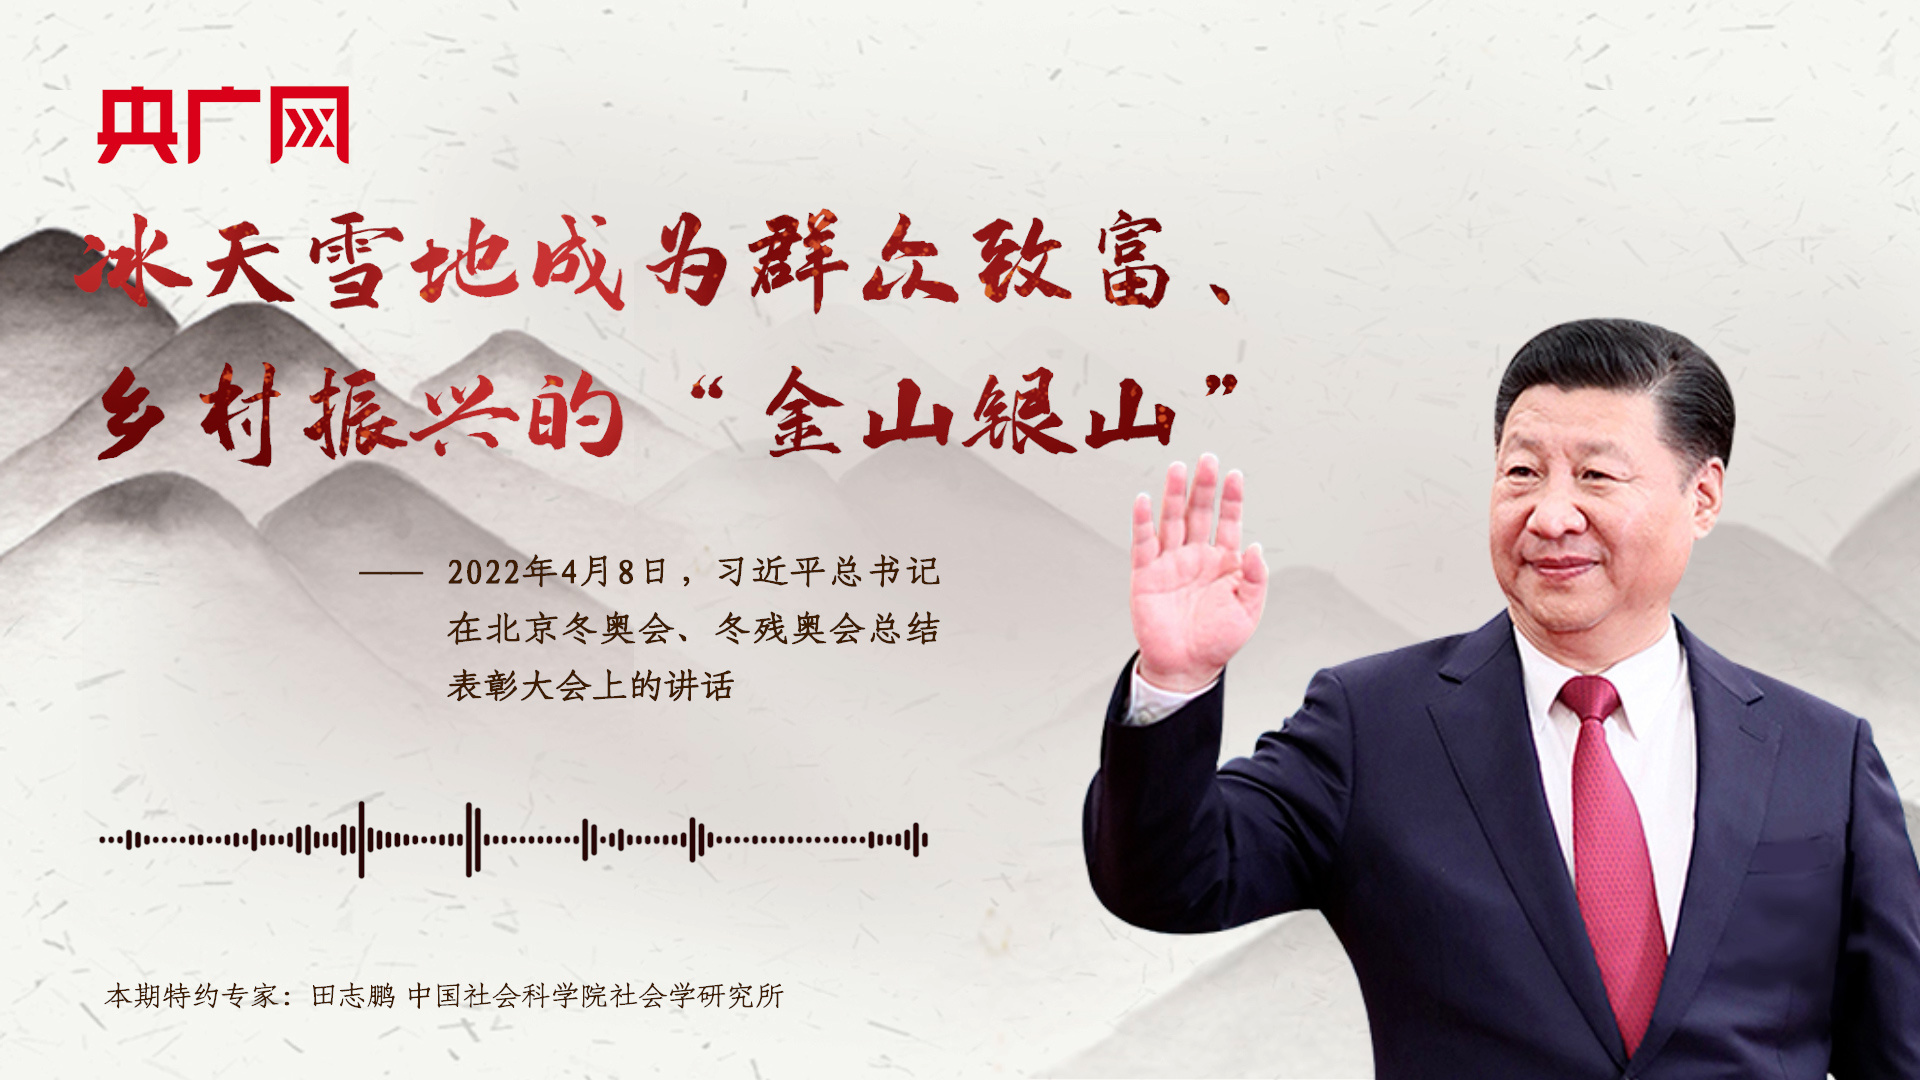 央广网
冰天雪地成为群众致富、
乡村振兴的“金山银山”
—— 2022年4月8日，习近平总书记
在北京冬奥会、冬残奥会总结
表彰大会上的讲话
本期特约专家：田志鹏 中国社会科学院社会学研究所